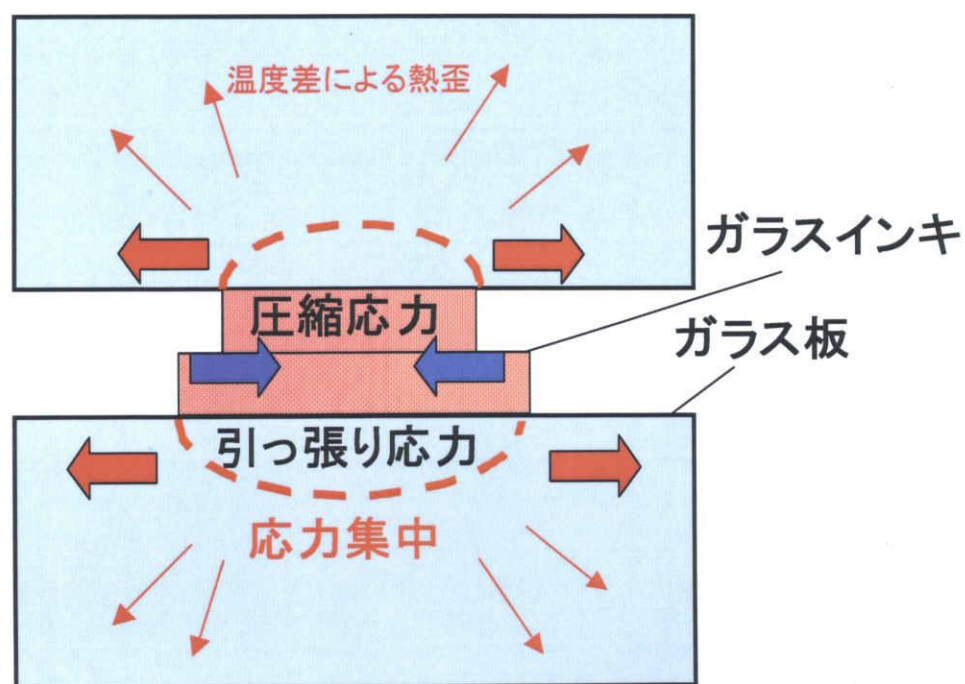 温度差による熱歪
ガラスインキ
圧縮応力
ガラス板
引っ張り応力
応力集中